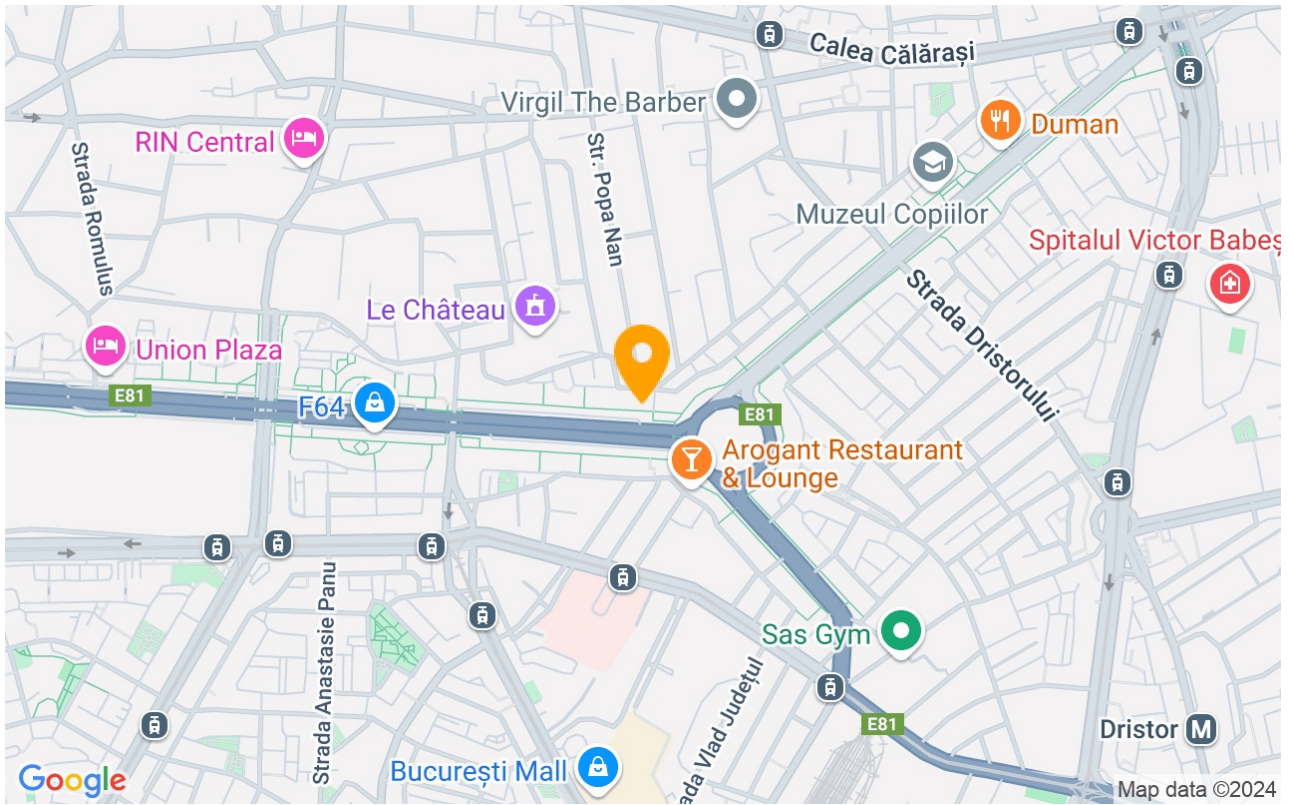 Calea Călărași
Virgil The Barber
Duman
RIN Central
Strada Romulus
Str. Popa Nan
Muzeul Copiilor
Spitalul Victor Babeș
Le Château
Strada Dristorului
Union Plaza
E81
F64
E81
Arogant Restaurant
& Lounge
Strada Anastasie Panu
Sas Gym
ada Vlad Județul
E81
Dristor M
București Mall
Google
Map data ©2024